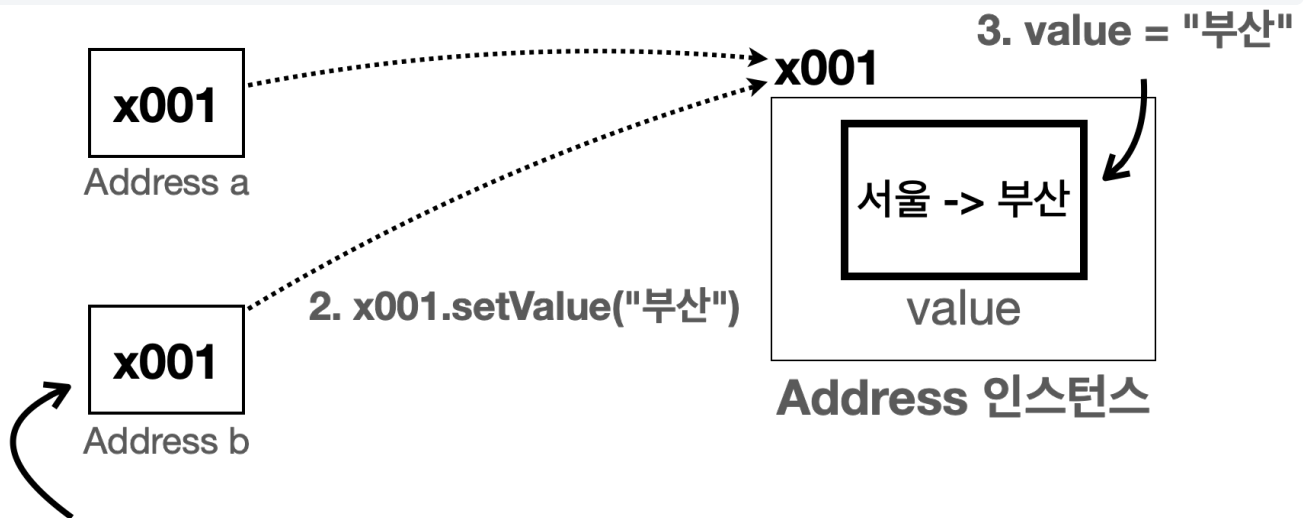 3. value = "부산"
x001
x001
Address a
서울 -> 부산
value
2. x001.setValue("부산")
x001
Address b
Address 인스턴스